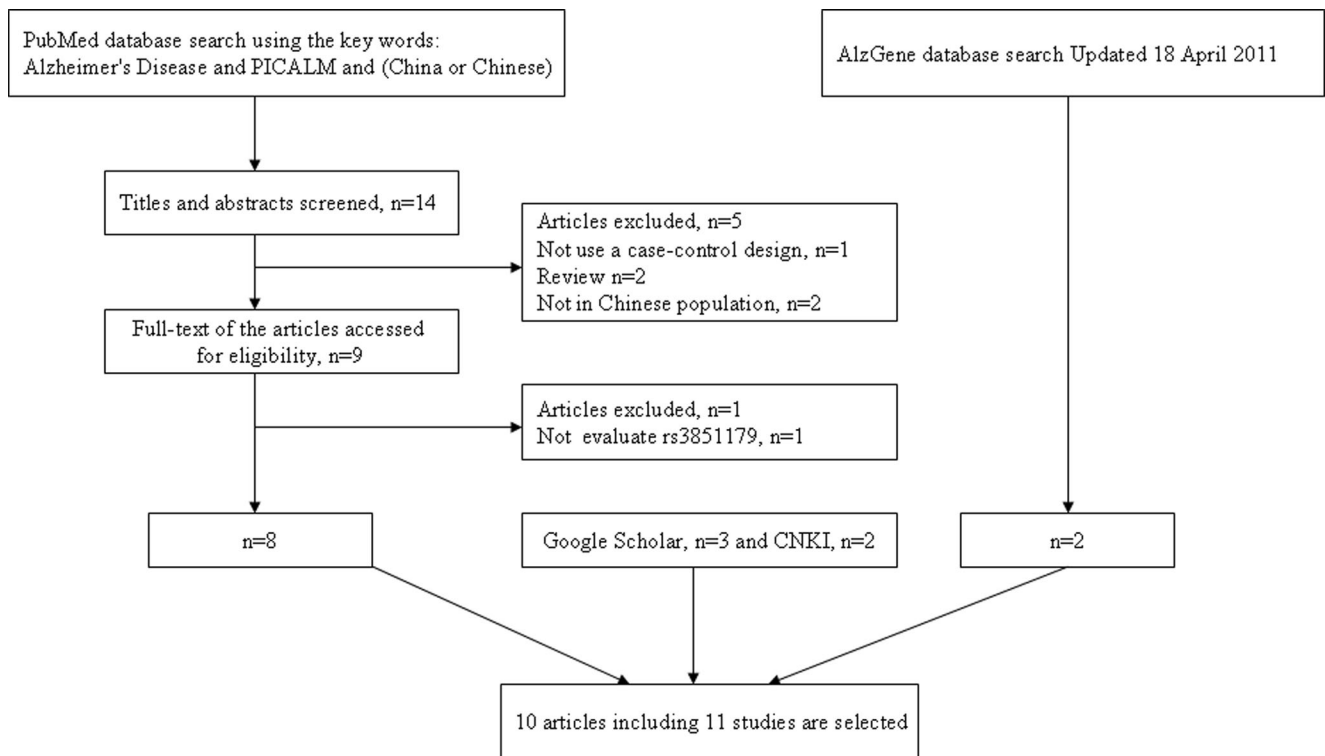 PubMed database search using the key words:
Alzheimer's Disease and PICALM and (China or Chinese)
AlzGene database search Updated 18 April 2011
Titles and abstracts screened, n=14
Articles excluded, n=5
Not use a case-control design, n=1
Review n=2
Not in Chinese population, n=2
Full-text of the articles accessed
for eligibility, n=9
Articles excluded, n=1
Not evaluate rs3851179, n=1
n=8
Google Scholar, n=3 and CNKI, n=2
n=2
10 articles including 11 studies are selected